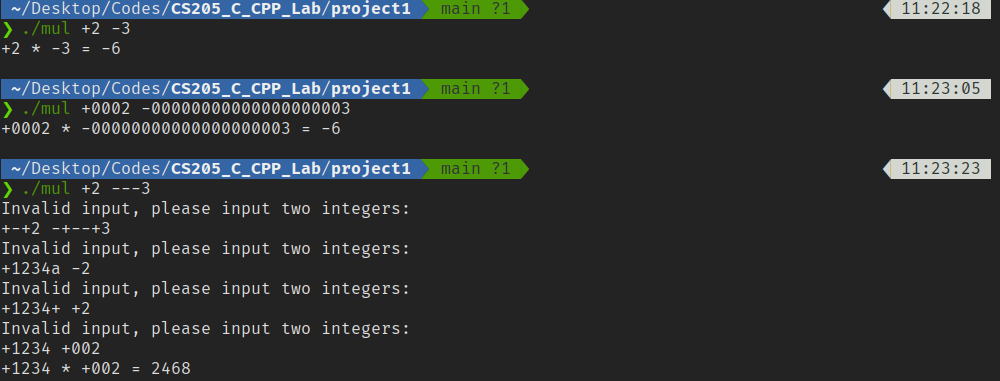 ~/Desktop/Codes/CS205_C_CPP_Lab/project1 main ?1 11:22:18
❯ ./mul +2 -3
+2 * -3 = -6
~/Desktop/Codes/CS205_C_CPP_Lab/project1 main ?1 11:23:05
❯ ./mul +0002 -00000000000000000003
+0002 * -00000000000000000003 = -6
~/Desktop/Codes/CS205_C_CPP_Lab/project1 main ?1 11:23:23
❯ ./mul +2 ---3
Invalid input, please input two integers:
+-+2 -+--+3
Invalid input, please input two integers:
+1234a -2
Invalid input, please input two integers:
+1234+ +2
Invalid input, please input two integers:
+1234 +002
+1234 * +002 = 2468